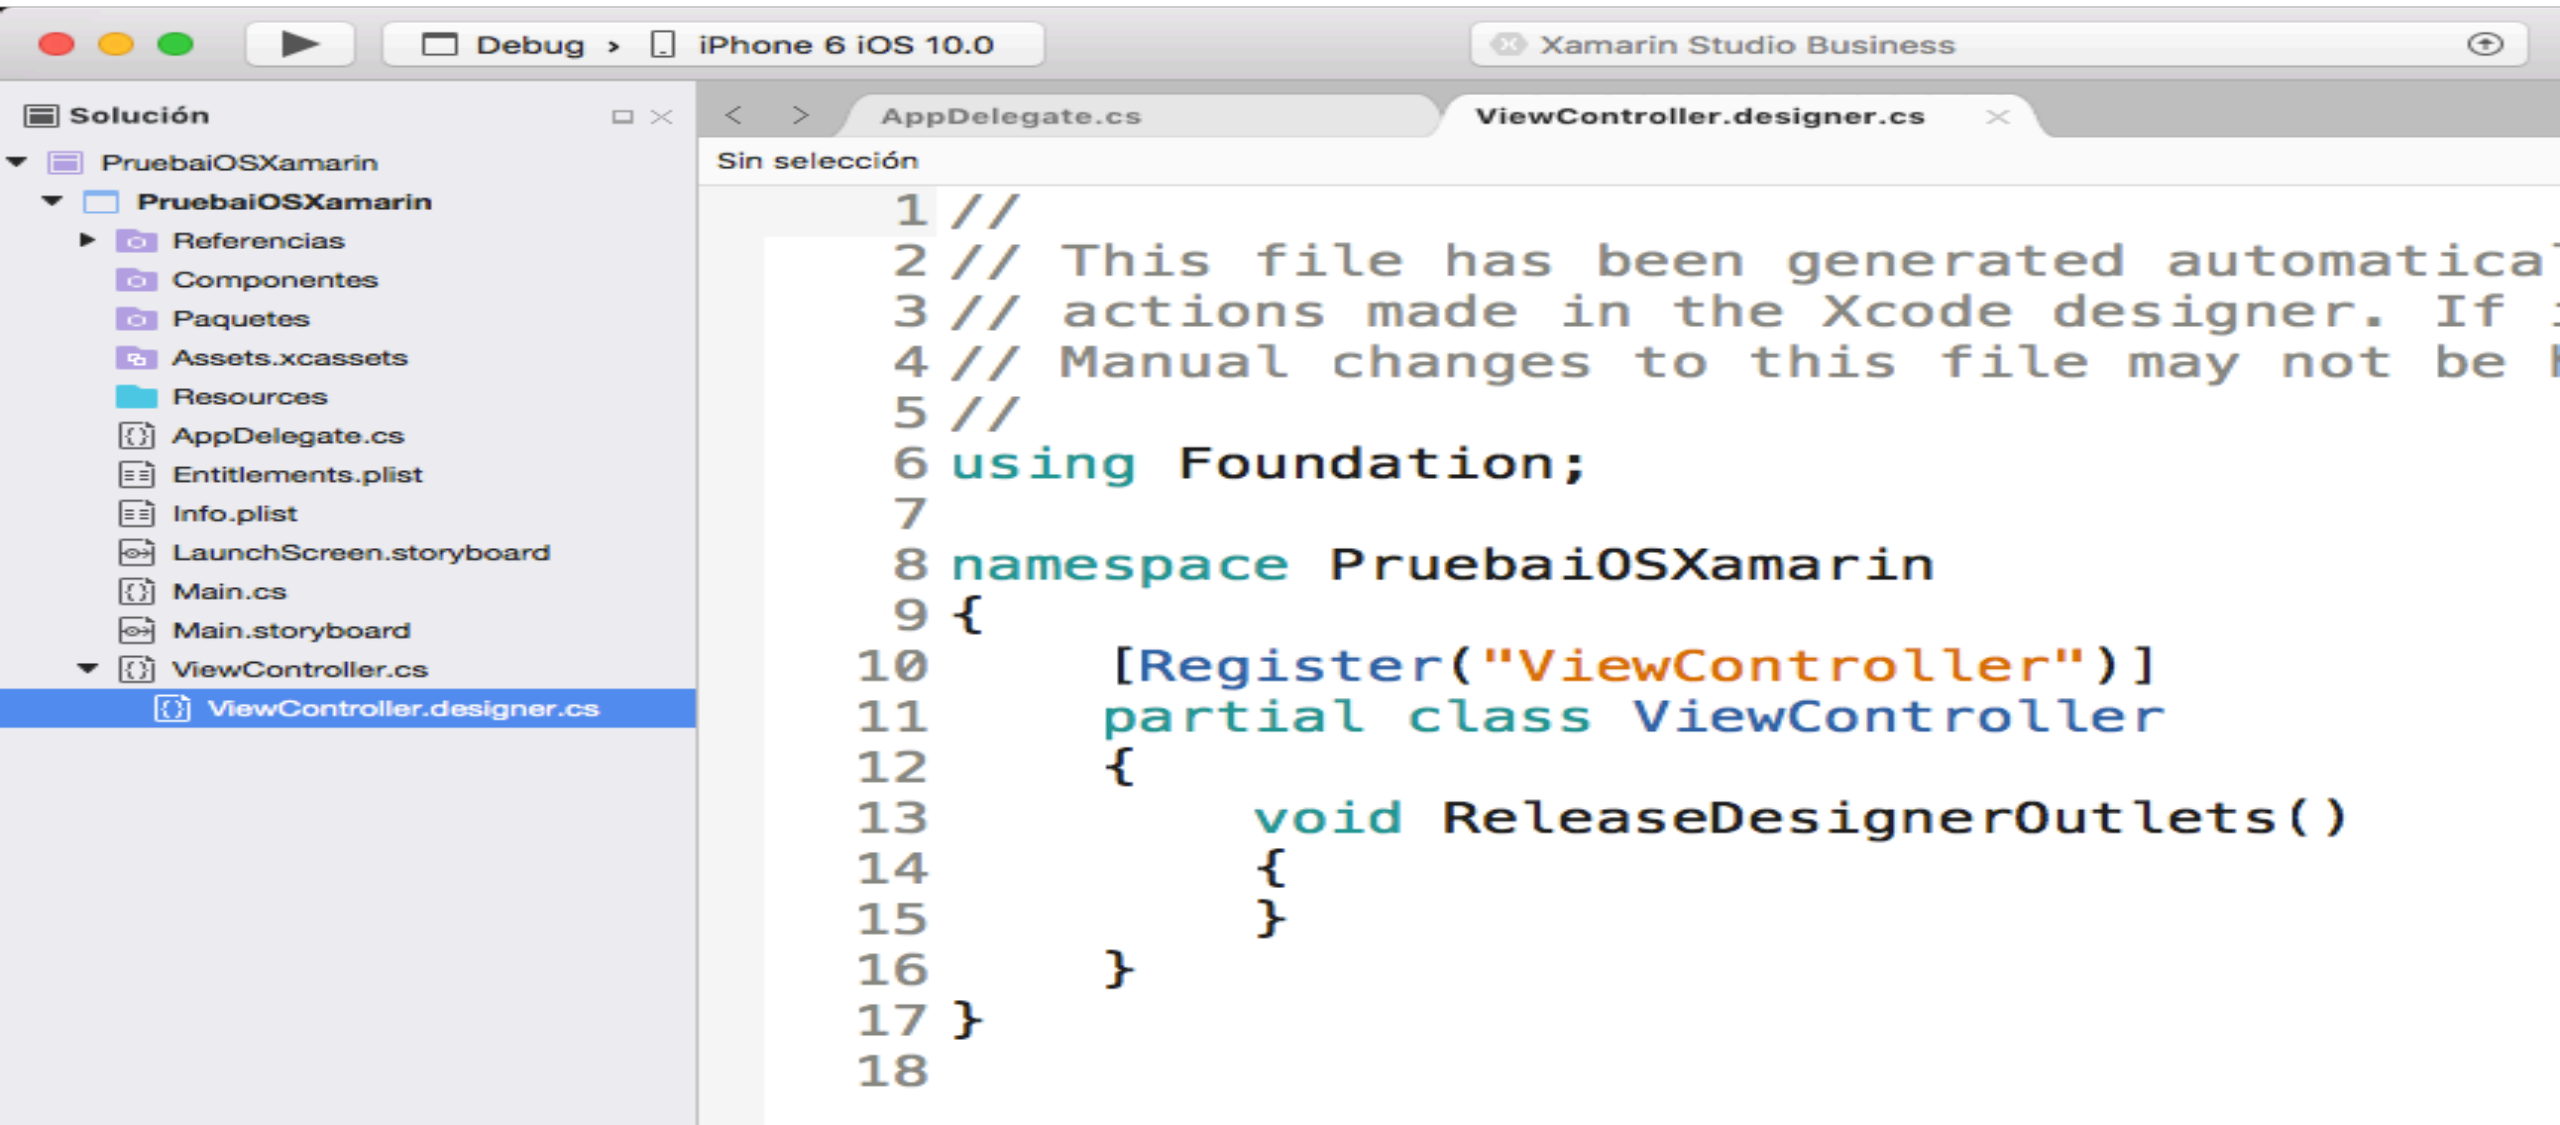 Debug > iPhone 6 iOS 10.0
Xamarin Studio Business
Solución
AppDelegate.cs
ViewController.designer.cs
PruebaiOSXamarin
PruebaiOSXamarin
Referencias
Componentes
Paquetes
Assets.xcassets
Resources
AppDelegate.cs
Entitlements.plist
Info.plist
LaunchScreen.storyboard
Main.cs
Main.storyboard
ViewController.cs
ViewController.designer.cs
Sin selección
1 //
2 // This file has been generated
3 // actions made in the Xcode designer. If
4 // Manual changes to this file may not be
5 //
6 using Foundation;
7
8 namespace PruebaiOSXamarin
9 {
10 [Register("ViewController")]
11 partial class ViewController
12 {
13 void ReleaseDesignerOutlets()
14 {
15 }
16 }
17 }
18